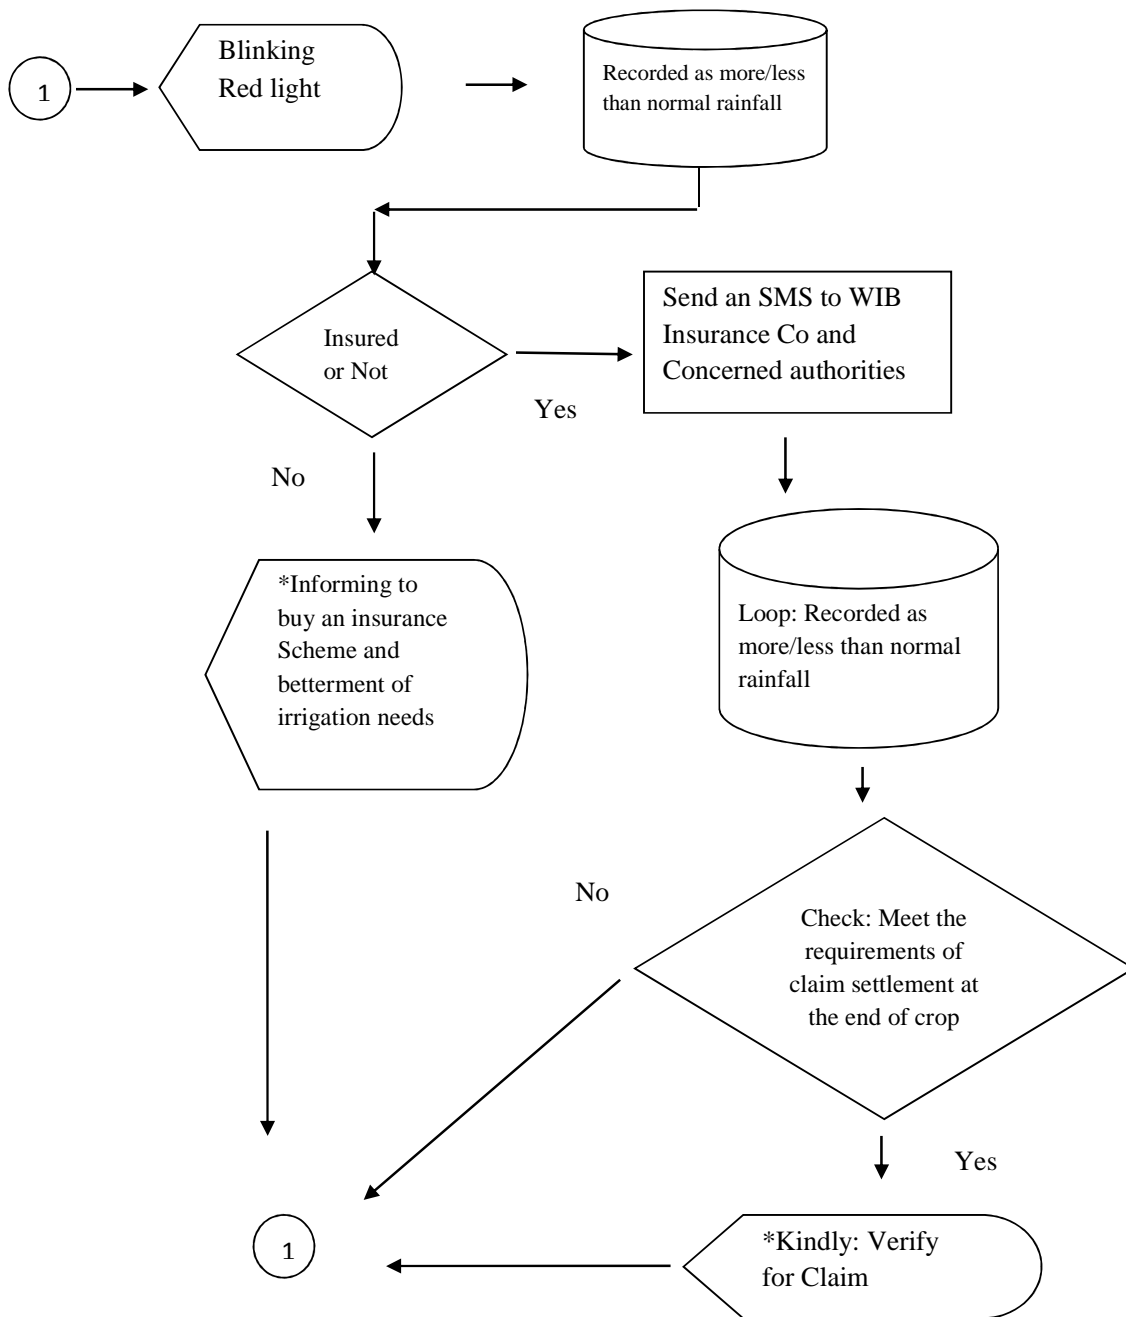 1
Blinking
Red light
Recorded as more/less
than normal rainfall
Insured
or Not
Send an SMS to WIB
Insurance Co and
Concerned authorities
Yes
No
*Informing to
buy an insurance
Scheme and
betterment of
irrigation needs
Loop: Recorded as
more/less than normal
rainfall
No
Check: Meet the
requirements of
claim settlement at
the end of crop
Yes
1
*Kindly: Verify
for Claim